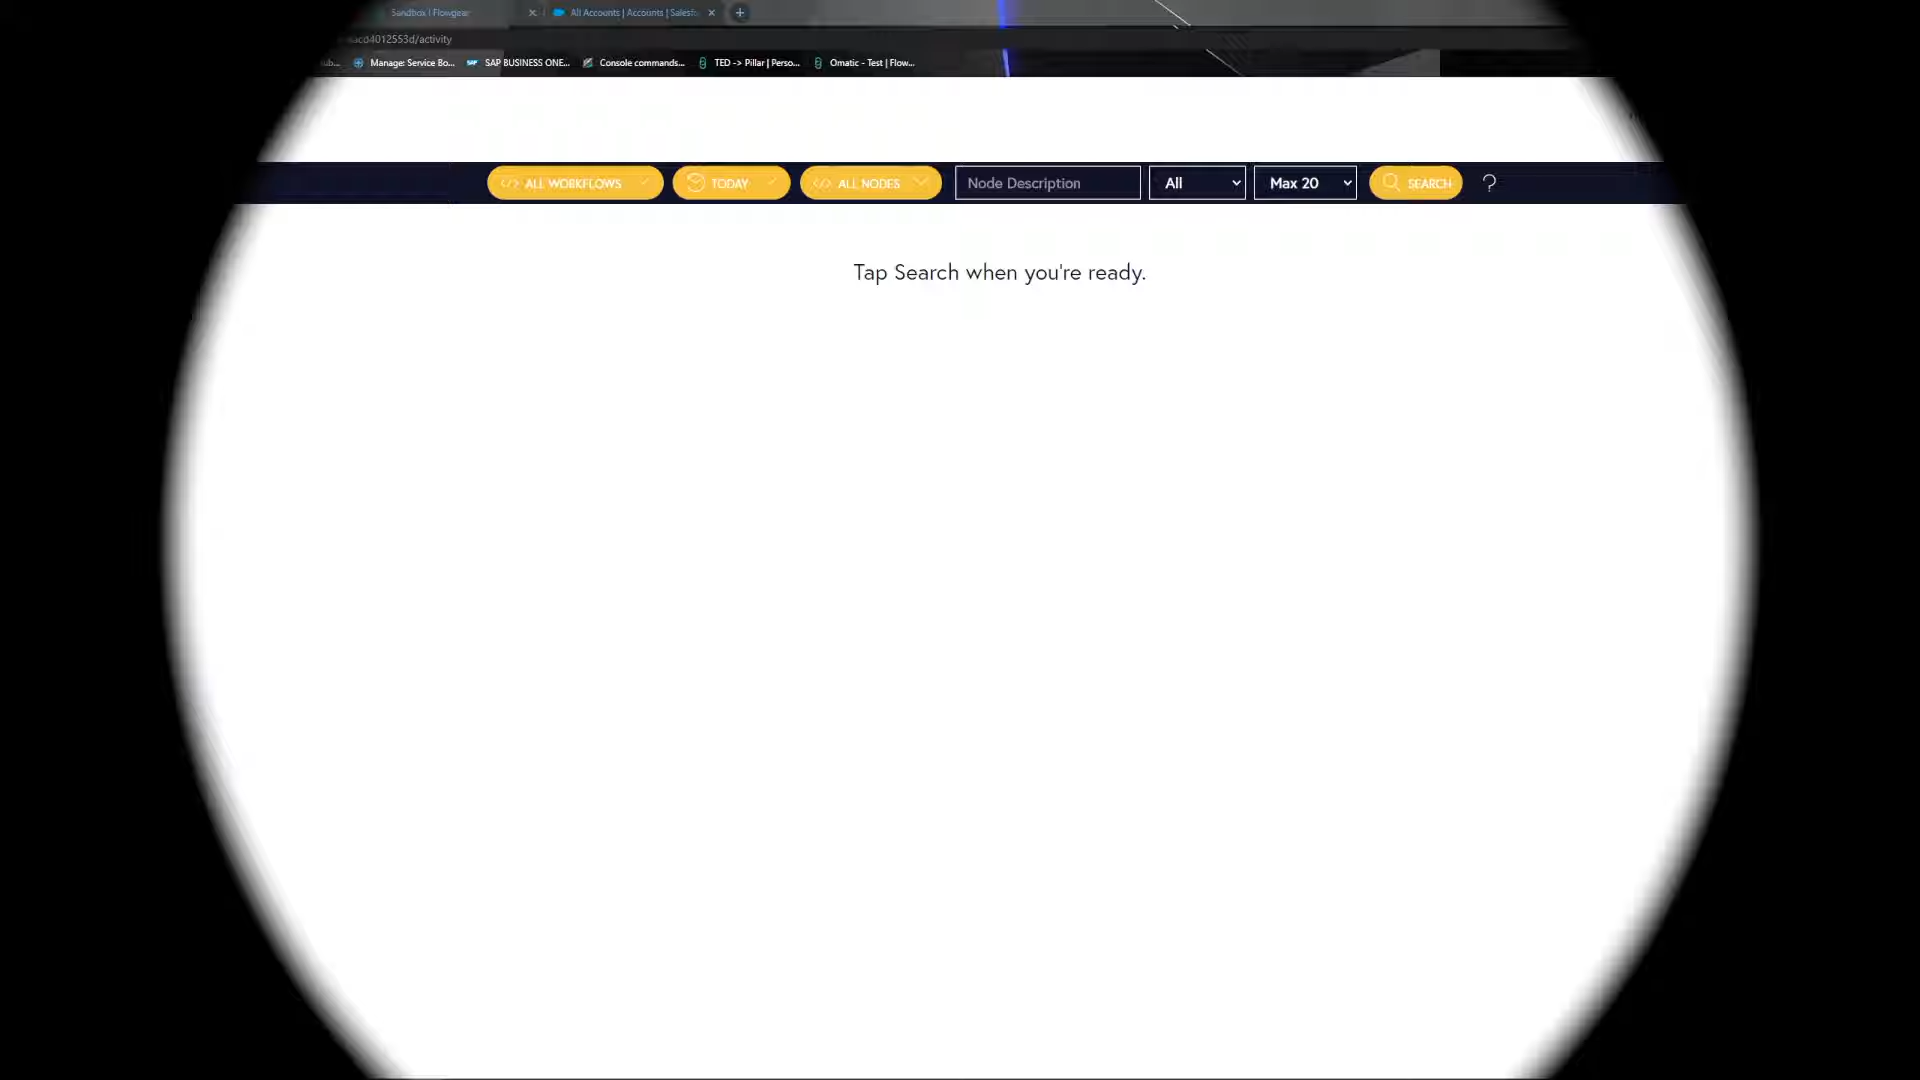 Sandbox | Flowgear
All Accounts | Accounts | Salesfo
acd4012553d/activity
Manage: Service Bo... SAP BUSINESS ONE... Console commands... TED -> Pillar | Perso... Omatic - Test | Flow...
ALL WORKFLOWS TODAY ALL NODES Node Description All Max 20 SEARCH ?
Tap Search when you're ready.